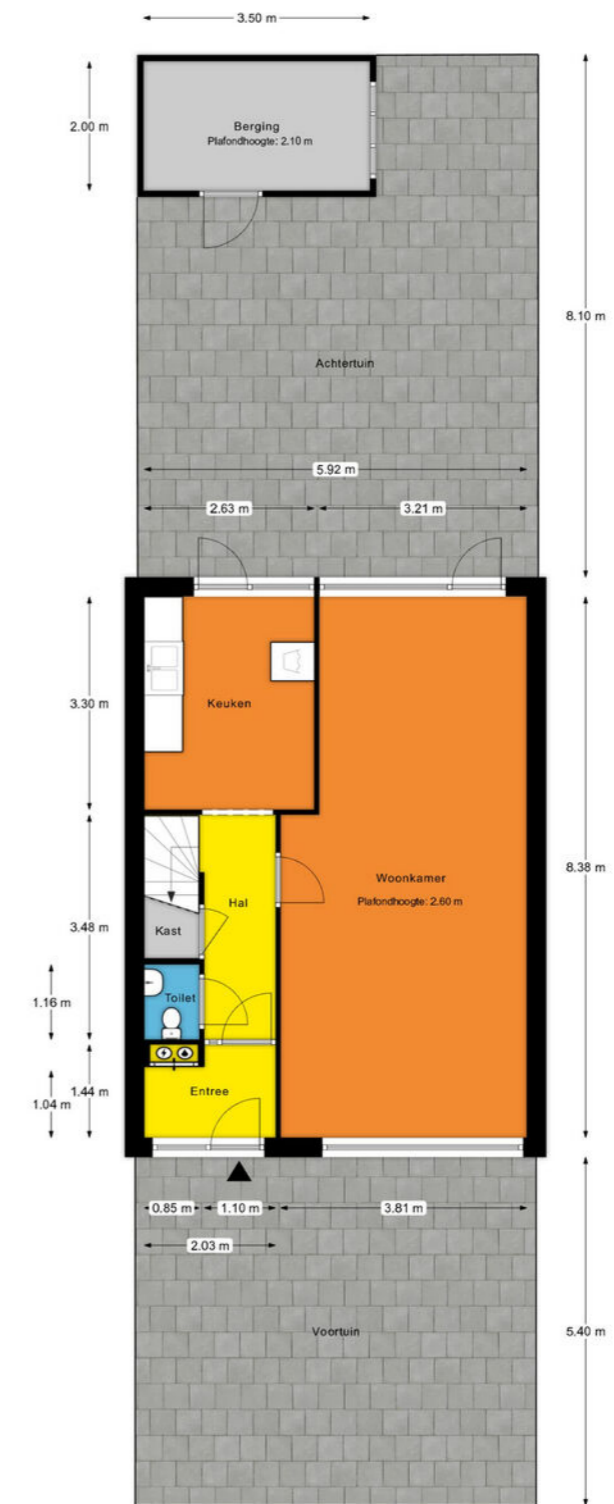 3.50 m
2.00 m
Berging
Plafondhoogte: 2.10 m
8.10 m
Achtertuin
5.92 m
2.63 m
3.21 m
3.30 m
Keuken
8.38 m
Woonkamer
Plafondhoogte: 2.60 m
Hal
3.48 m
Kast
1.16 m
Toilet
1.44 m
1.04 m
Entree
0.85 m
1.10 m
3.81 m
2.03 m
Voortuin
5.40 m